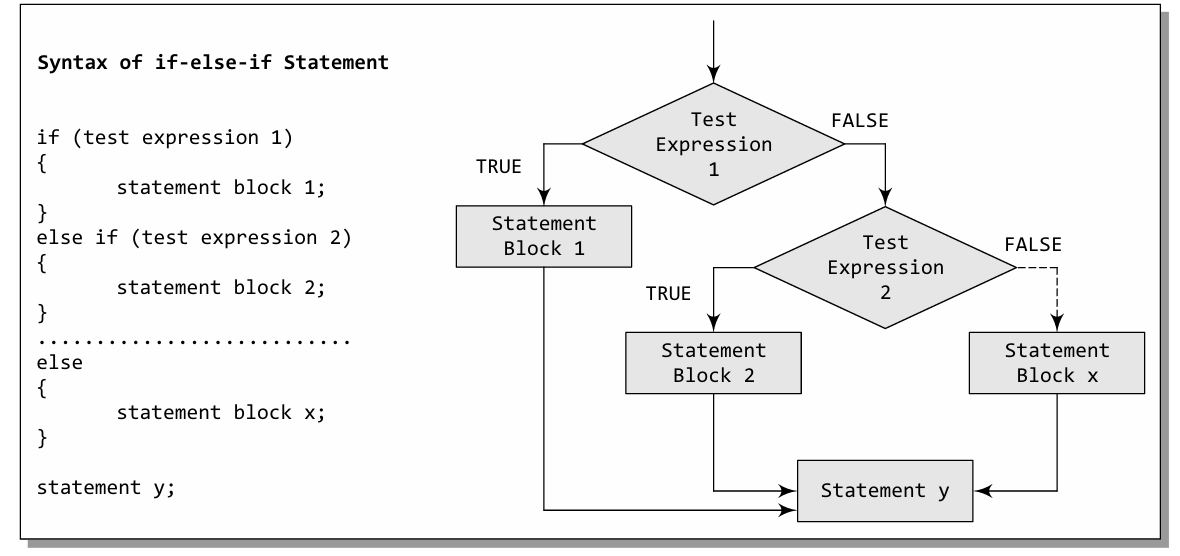 Syntax of if-else-if Statement
if (test expression 1)
{
statement block 1;
}
else if (test expression 2)
{
statement block 2;
}
...........................
else
{
statement block x;
}
statement y;
Test
Expression
1
FALSE
TRUE
Statement
Block 1
Test
Expression
2
FALSE
TRUE
Statement
Block 2
Statement
Block x
Statement y